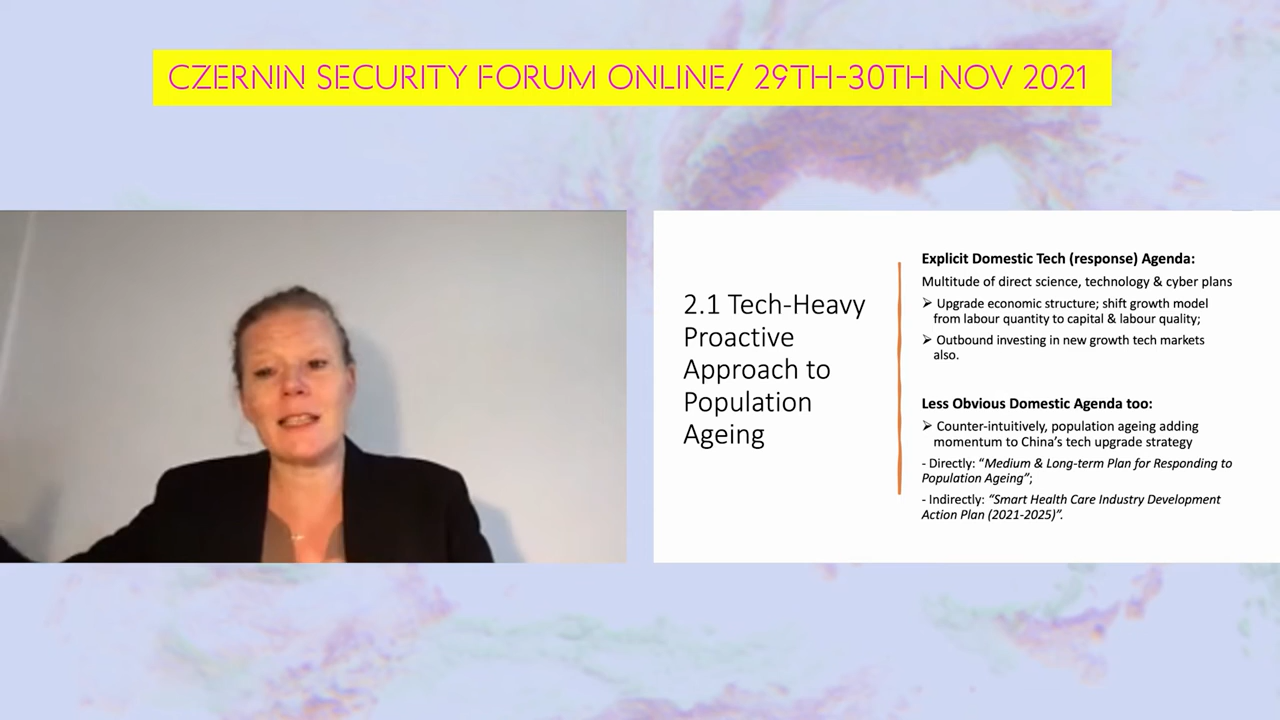 CZERNIN SECURITY FORUM ONLINE/ 29TH-30TH NOV 2021
2.1 Tech-Heavy
Proactive
Approach to
Population
Ageing
Explicit Domestic Tech (response) Agenda:
Multitude of direct science, technology & cyber plans
➢ Upgrade economic structure; shift growth model
from labour quantity to capital & labour quality;
➢ Outbound investing in new growth tech markets
also.
Less Obvious Domestic Agenda too:
➢ Counter-intuitively, population ageing adding
momentum to China's tech upgrade strategy
- Directly: "Medium & Long-term Plan for Responding to
Population Ageing";
- Indirectly: "Smart Health Care Industry Development
Action Plan (2021-2025)".